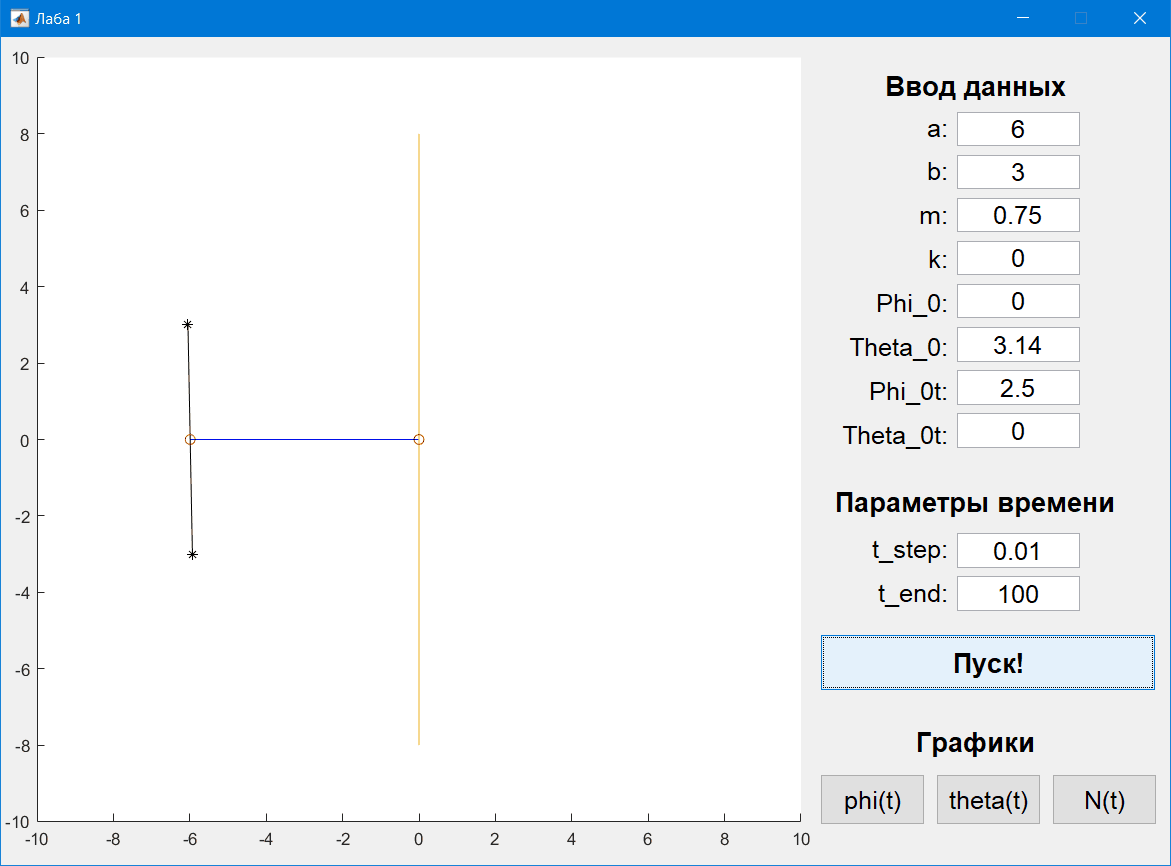 Лаба 1
10
8
6
4
2
0
-2
-4
-6
-8
-10
-10 -8 -6 -4 -2 0 2 4 6 8 10
Ввод данных
a: 6
b: 3
m: 0.75
k: 0
Phi_0: 0
Theta_0: 3.14
Phi_0t: 2.5
Theta_0t: 0
Параметры времени
t_step: 0.01
t_end: 100
Пуск!
Графики
phi(t) theta(t) N(t)